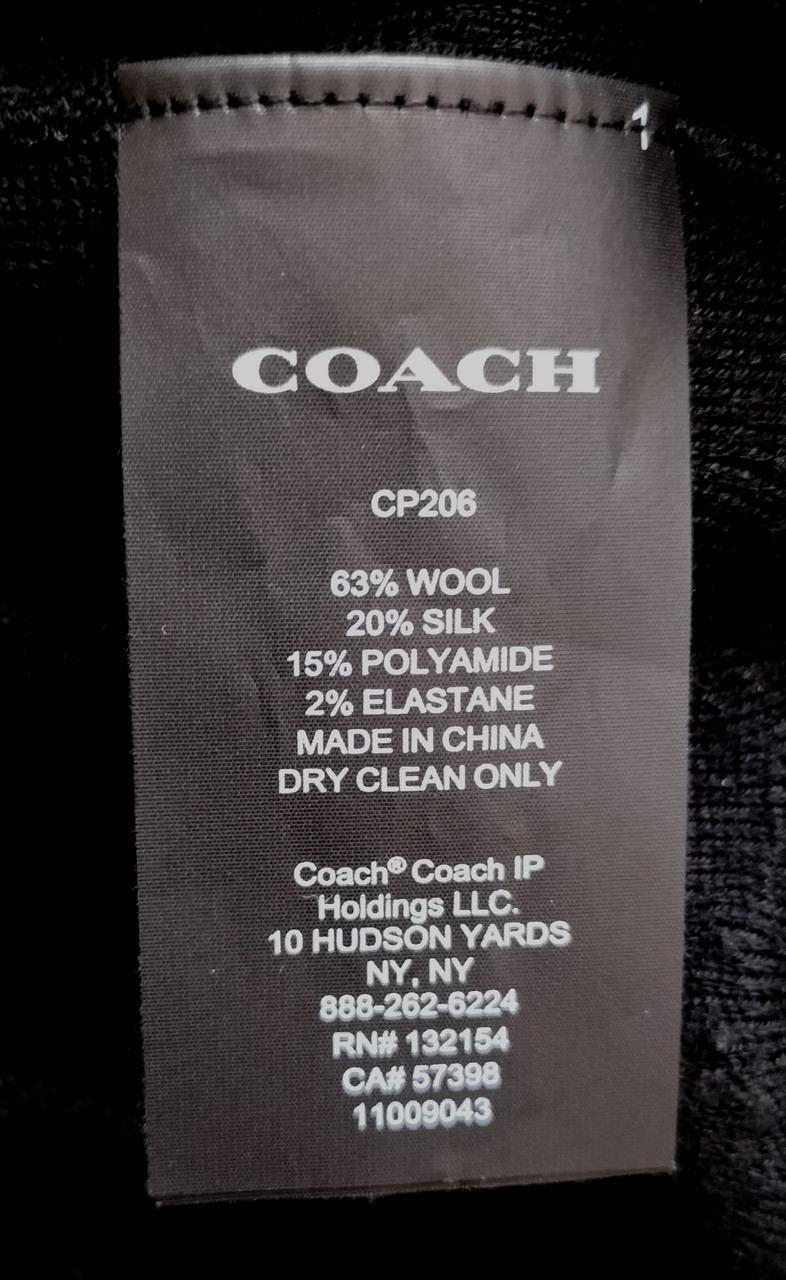 1
COACH
CP206
63% WOOL
20% SILK
15% POLYAMIDE
2% ELASTANE
MADE IN CHINA
DRY CLEAN ONLY
Coach® Coach IP
Holdings LLC.
10 HUDSON YARDS
NY, NY
888-262-6224
RN# 132154
CA# 57398
11009043